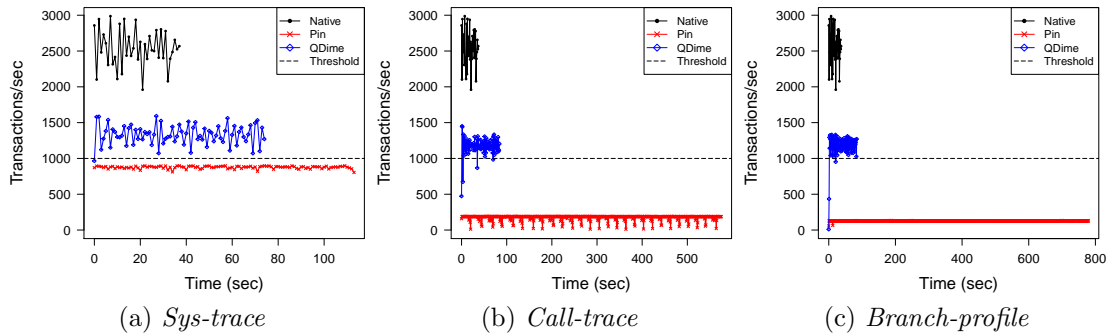 3000
2500
2000
1500
1000
500
0
Transactions/sec
Native
Pin
QDime
Threshold
0 20 40 60 80 100
Time (sec)
(a) Sys-trace
3000
2500
2000
1500
1000
500
0
Transactions/sec
Native
Pin
QDime
Threshold
0 100 200 300 400 500
Time (sec)
(b) Call-trace
3000
2500
2000
1500
1000
500
0
Transactions/sec
Native
Pin
QDime
Threshold
0 200 400 600 800
Time (sec)
(c) Branch-profile